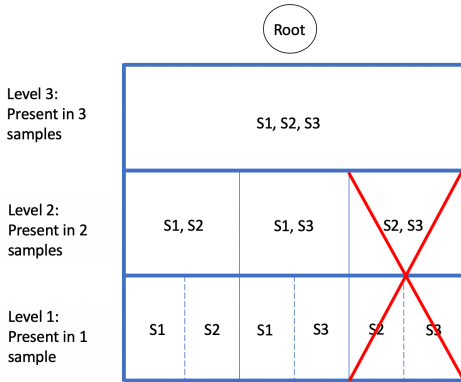 Root
Level 3:
Present in 3
samples
S1, S2, S3
Level 2:
Present in 2
samples
S1, S2
S1, S3
S2, S3
Level 1:
Present in 1
sample
S1
S2
S1
S3
S2
S3